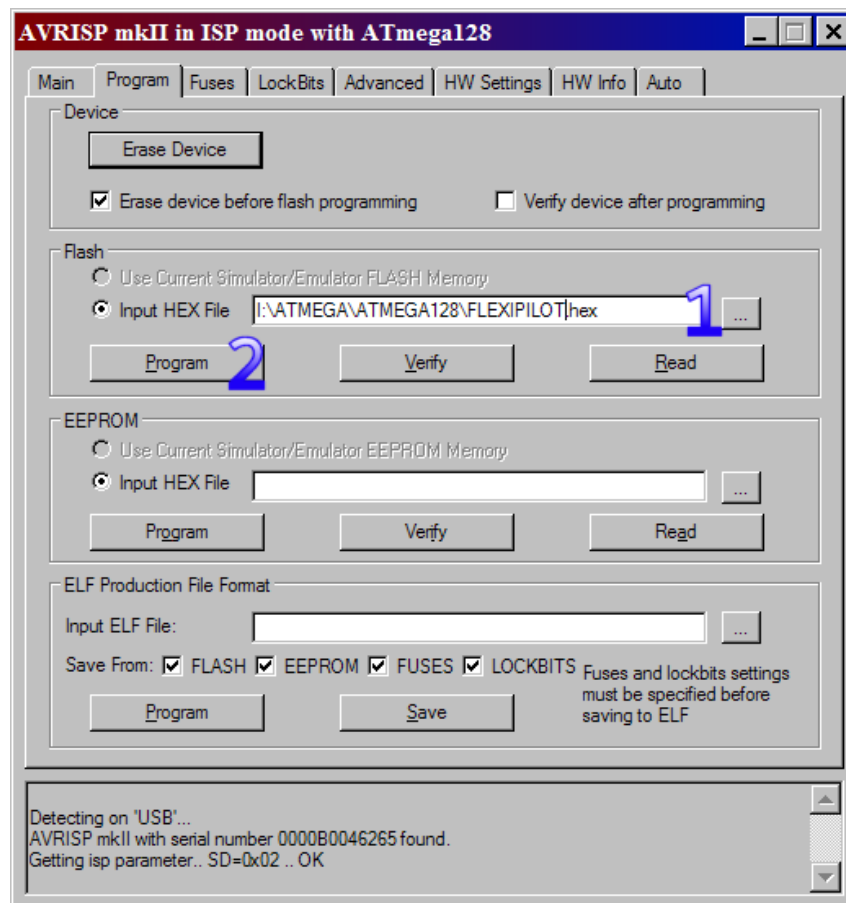 AVRISP mkII in ISP mode with ATmega128
Main Program Fuses LockBits Advanced HW Settings HW Info Auto
Device
Erase Device
Erase device before flash programming Verify device after programming
Flash
Use Current Simulator/Emulator FLASH Memory
Input HEX File I:\ATMEGA\ATMEGA128\FLEXIPILOT.hex 1 ...
Program 2 Verify Read
EEPROM
Use Current Simulator/Emulator EEPROM Memory
Input HEX File ...
Program Verify Read
ELF Production File Format
Input ELF File: ...
Save From: FLASH EEPROM FUSES LOCKBITS Fuses and lockbits settings
must be specified before
Program Save saving to ELF
Detecting on 'USB'...
AVRISP mkII with serial number 0000B0046265 found.
Getting isp parameter.. SD=0x02 .. OK